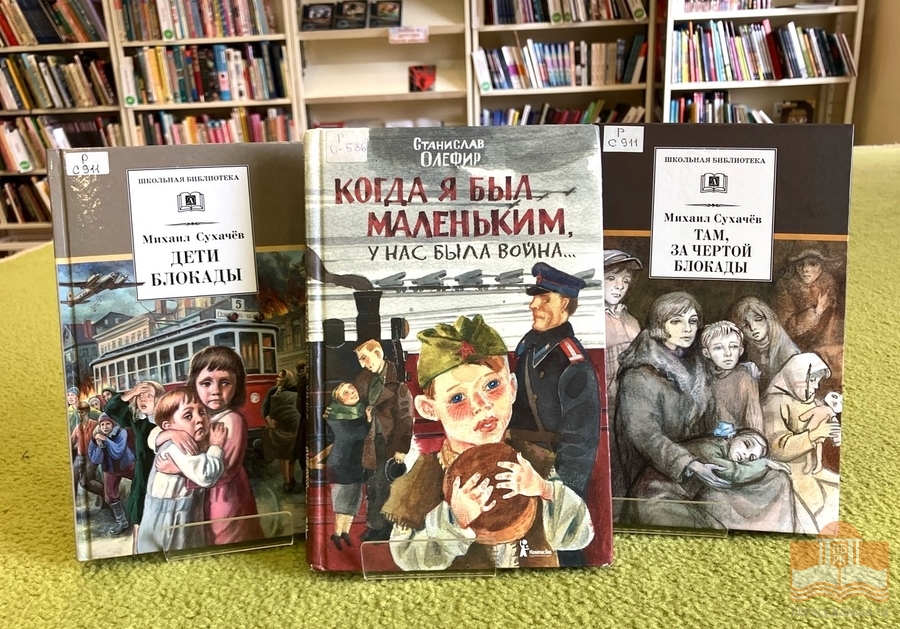 Р
С 911
ШКОЛЬНАЯ БИБЛИОТЕКА
Михаил Сухачёв
ДЕТИ
БЛОКАДЫ
5
Р
О-536
СТАНИСЛАВ
ОЛЕФИР
КОГДА Я БЫЛ
МАЛЕНЬКИМ,
У НАС БЫЛА ВОЙНА...
КомпасГид
Р
С 911
ШКОЛЬНАЯ БИБЛИОТЕКА
Михаил Сухачёв
ТАМ,
ЗА ЧЕРТОЙ
БЛОКАДЫ